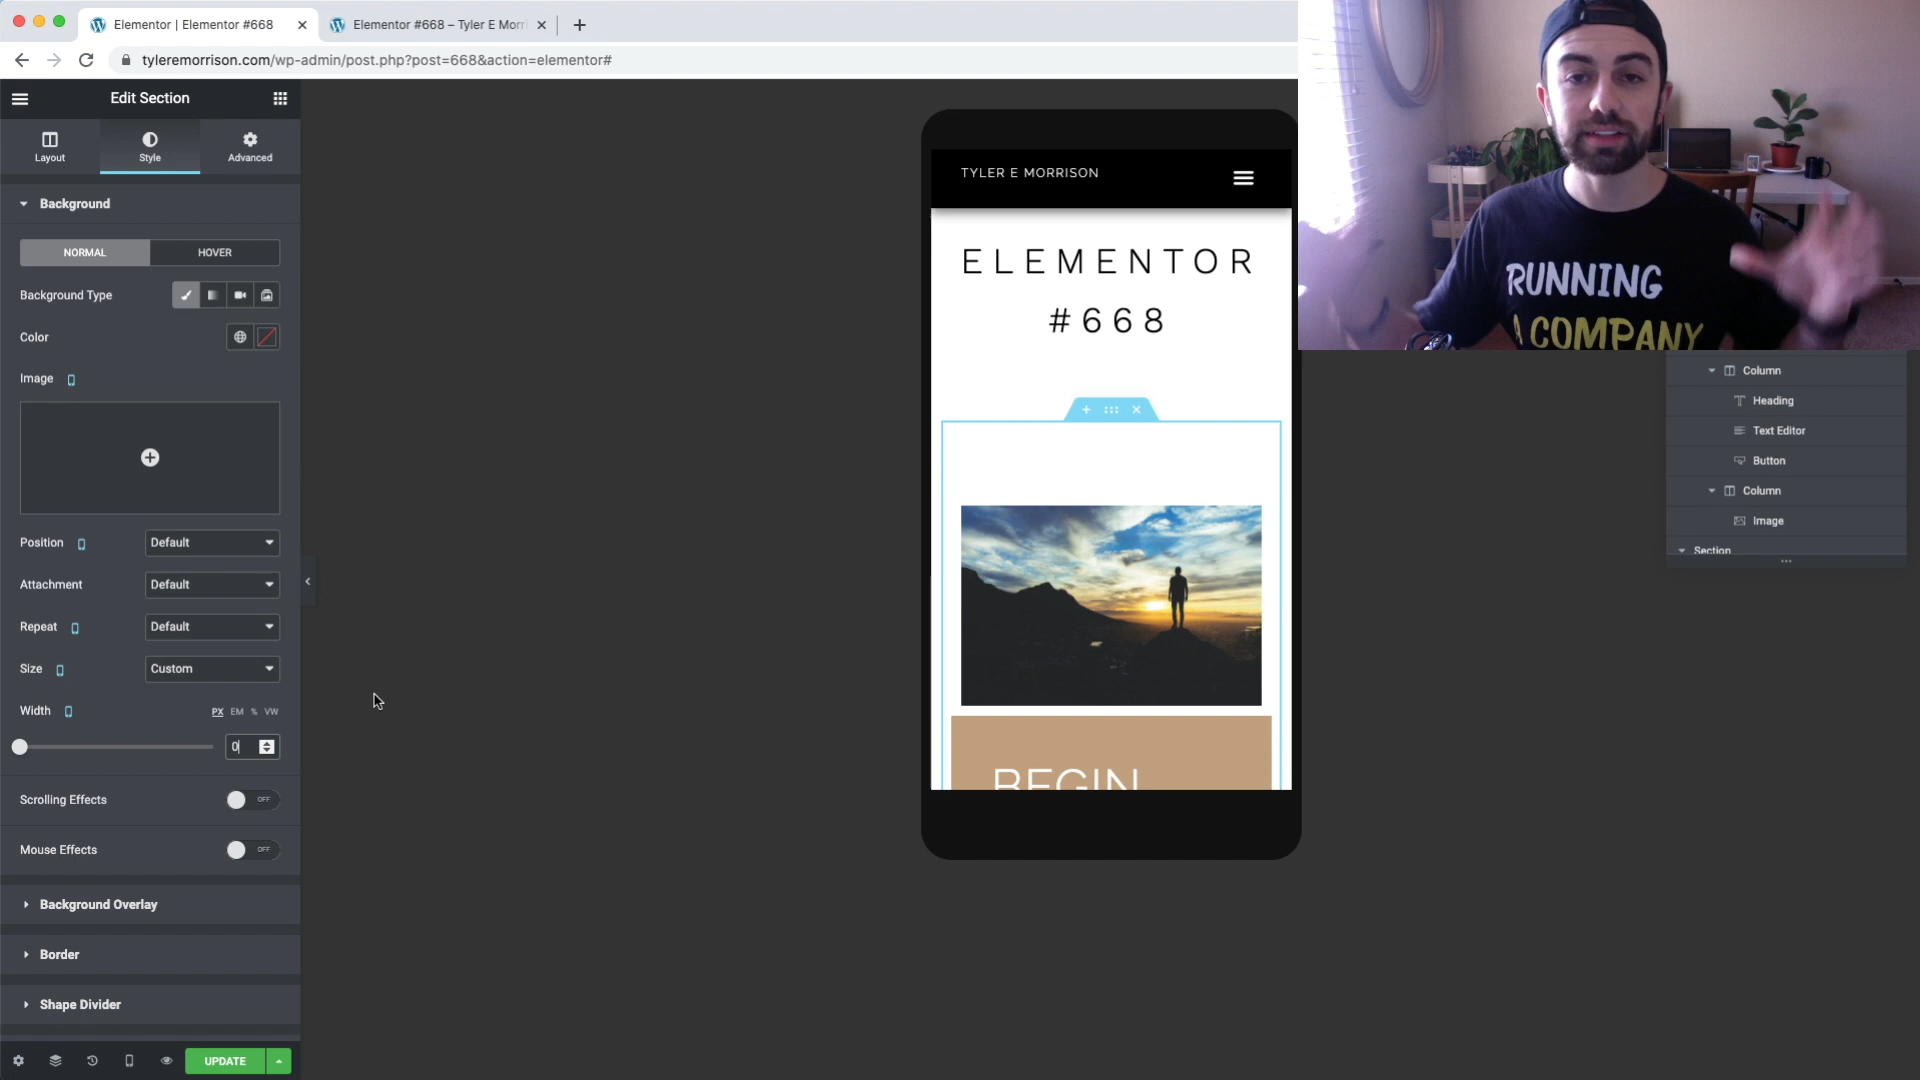 Elementor | Elementor #668
Elementor #668 – Tyler E Morri
tyleremorrison.com/wp-admin/post.php?post=668&action=elementor#
Edit Section
Layout
Style
Advanced
Background
NORMAL
HOVER
Background Type
Color
Image
Position
Default
Attachment
Default
Repeat
Default
Size
Custom
Width
PX EM % VW
0
Scrolling Effects
OFF
Mouse Effects
OFF
Background Overlay
Border
Shape Divider
UPDATE
TYLER E MORRISON
ELEMENTOR
#668
BEGIN
RUNNING
A COMPANY
Column
Heading
Text Editor
Button
Column
Image
Section